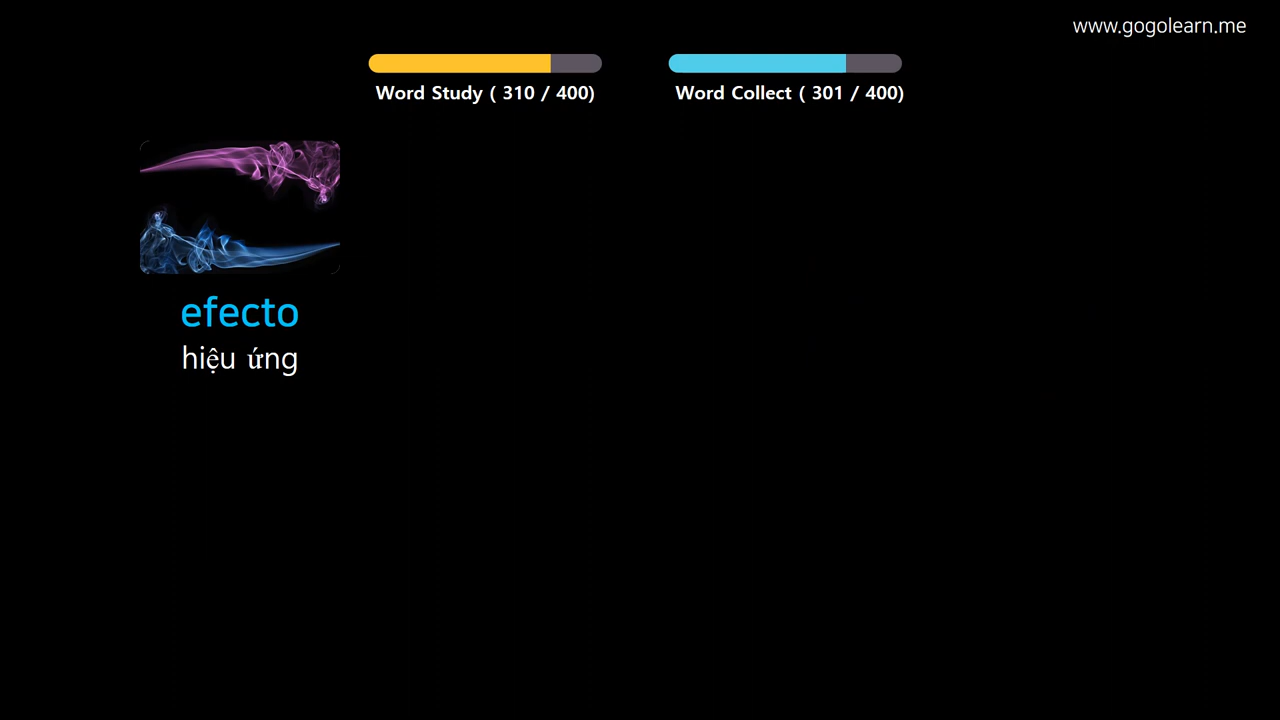 www.gogolearn.me
Word Study ( 310 / 400)
Word Collect ( 301 / 400)
efecto
hiệu ứng